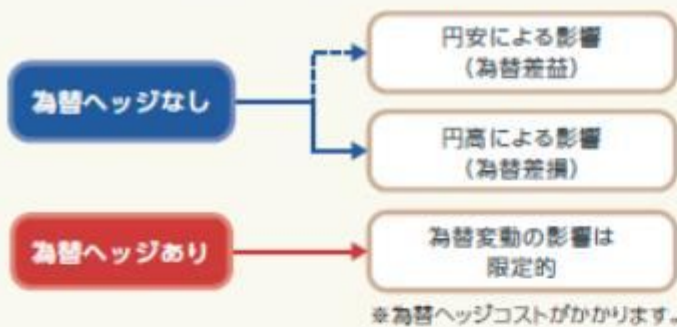 為替ヘッジなし
円安による影響
（為替差益）
円高による影響
（為替差損）
為替ヘッジあり
為替変動の影響は
限定的
※為替ヘッジコストがかかります。